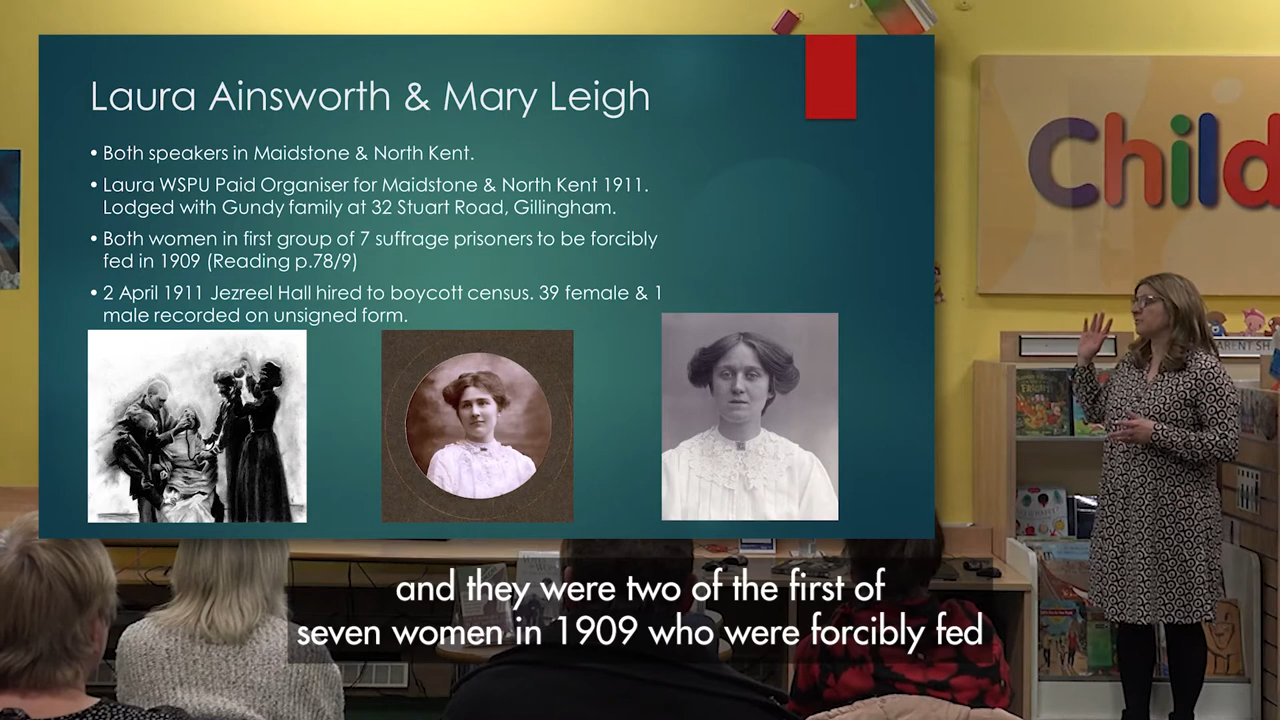 Laura Ainsworth & Mary Leigh
• Both speakers in Maidstone & North Kent.
• Laura WSPU Paid Organiser for Maidstone & North Kent 1911.
Lodged with Gundy family at 32 Stuart Road, Gillingham.
• Both women in first group of 7 suffrage prisoners to be forcibly
fed in 1909 (Reading p.78/9)
• 2 April 1911 Jezreel Hall hired to boycott census. 39 female & 1
male recorded on unsigned form.
Child
and they were two of the first of
seven women in 1909 who were forcibly fed